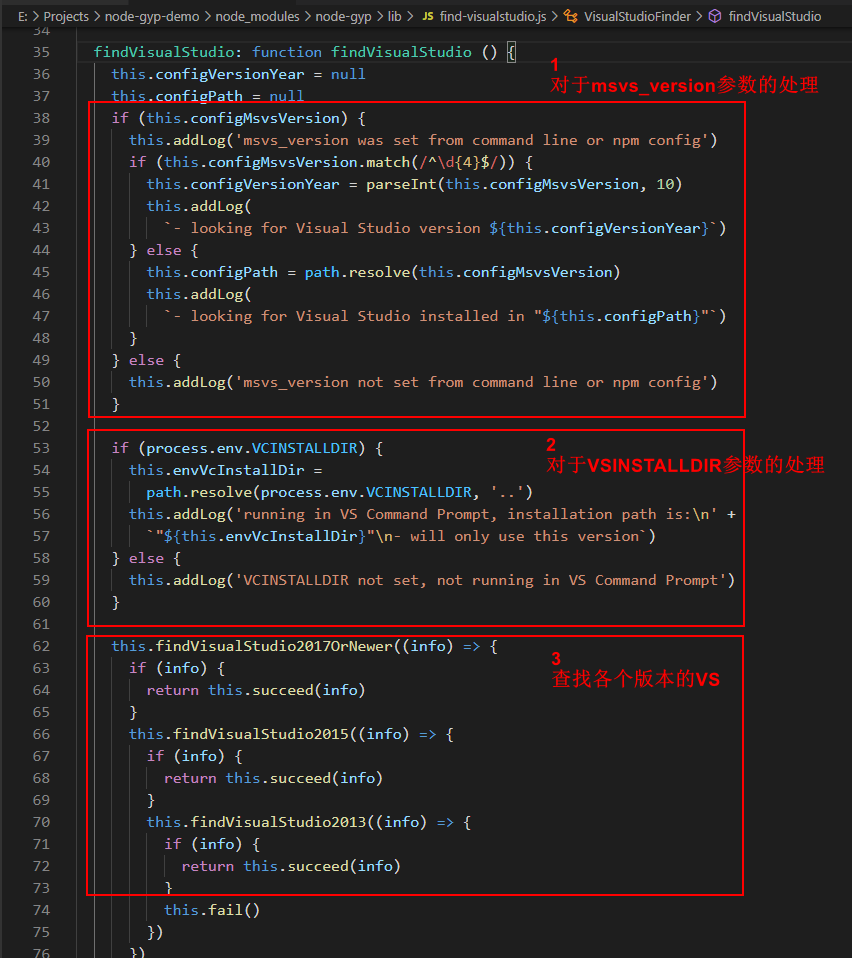 E: > Projects > node-gyp-demo > node_modules > node-gyp > lib > JS find-visualstudio.js > VisualStudioFinder > findVisualStudio
34
35 findVisualStudio: function findVisualStudio () {
36 this.configVersionYear = null
1
对于msvs_version参数的处理
37 this.configPath = null
38 if (this.configMsvsVersion) {
39 this.addLog('msvs_version was set from command line or npm config')
40 if (this.configMsvsVersion.match(/^\d{4}$/)) {
41 this.configVersionYear = parseInt(this.configMsvsVersion, 10)
42 this.addLog(
43 `- looking for Visual Studio version ${this.configVersionYear}`)
44 } else {
45 this.configPath = path.resolve(this.configMsvsVersion)
46 this.addLog(
47 `- looking for Visual Studio installed in "${this.configPath}"`)
48 }
49 } else {
50 this.addLog('msvs_version not set from command line or npm config')
51 }
52
53 if (process.env.VCINSTALLDIR) {
2
对于VSINSTALLDIR参数的处理
54 this.envVcInstallDir =
55 path.resolve(process.env.VCINSTALLDIR, '..')
56 this.addLog('running in VS Command Prompt, installation path is:\n' +
57 `"${this.envVcInstallDir}"\n- will only use this version`)
58 } else {
59 this.addLog('VCINSTALLDIR not set, not running in VS Command Prompt')
60 }
61
62 this.findVisualStudio2017OrNewer((info) => {
3
查找各个版本的VS
63 if (info) {
64 return this.succeed(info)
65 }
66 this.findVisualStudio2015((info) => {
67 if (info) {
68 return this.succeed(info)
69 }
70 this.findVisualStudio2013((info) => {
71 if (info) {
72 return this.succeed(info)
73 }
74 this.fail()
75 })
76 })